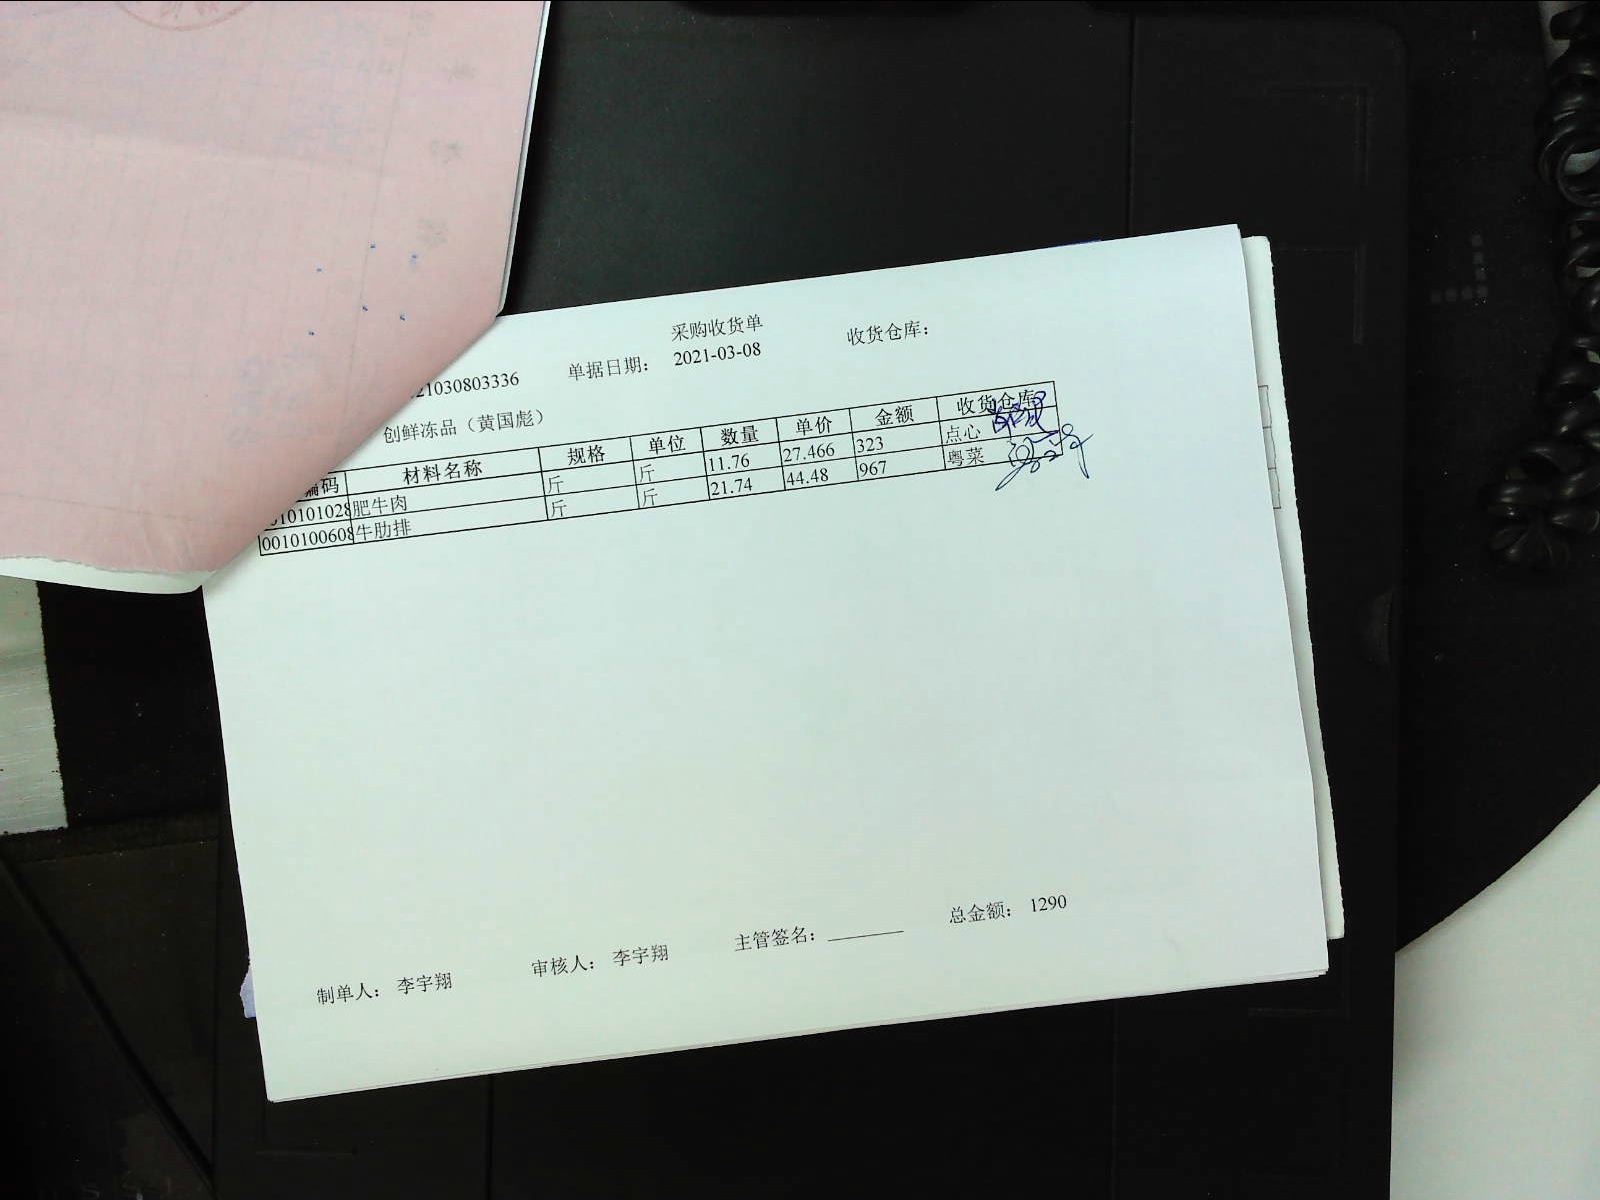 采购收货单
21030803336 单据日期： 2021-03-08 收货仓库：
创鲜冻品（黄国彪）
编码 材料名称 规格 单位 数量 单价 金额 收货仓库
010101028 肥牛肉 斤 斤 11.76 27.466 323 点心
0010100608 牛肋排 斤 斤 21.74 44.48 967 粤菜
总金额： 1290
制单人： 李宇翔 审核人： 李宇翔 主管签名：